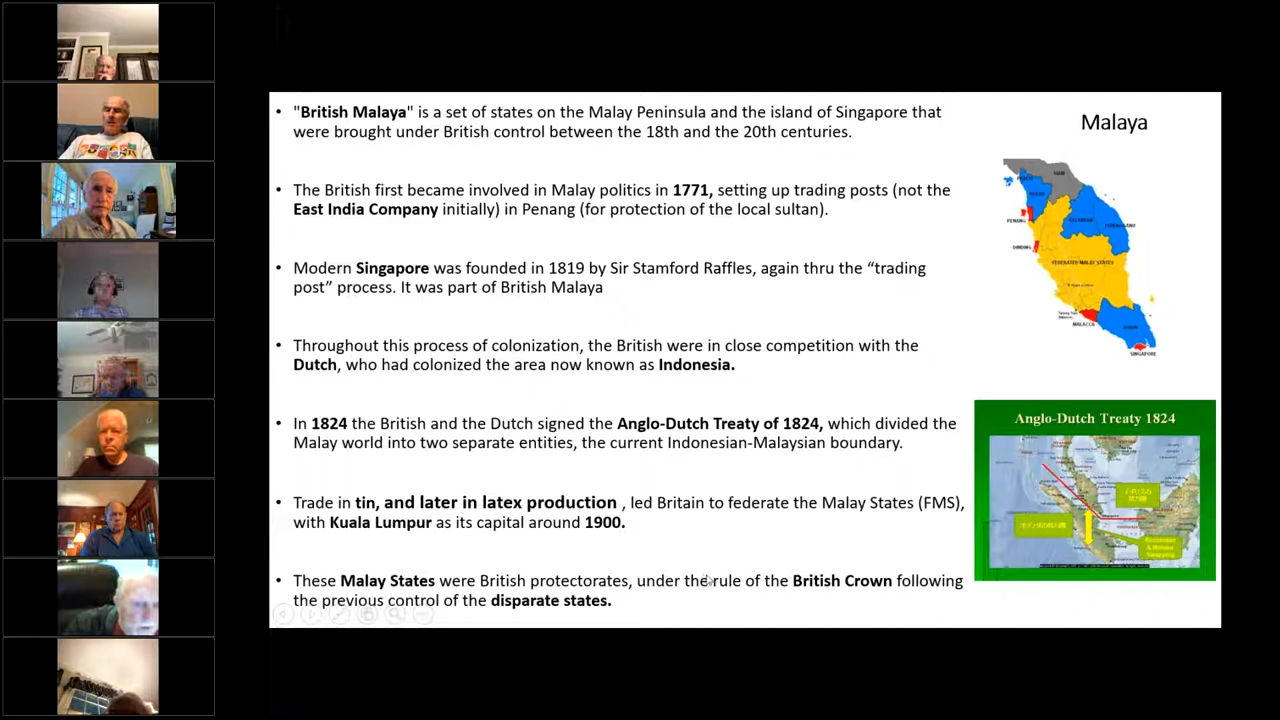 • "British Malaya" is a set of states on the Malay Peninsula and the island of Singapore that
were brought under British control between the 18th and the 20th centuries.
• The British first became involved in Malay politics in 1771, setting up trading posts (not the
East India Company initially) in Penang (for protection of the local sultan).
• Modern Singapore was founded in 1819 by Sir Stamford Raffles, again thru the “trading
post” process. It was part of British Malaya
• Throughout this process of colonization, the British were in close competition with the
Dutch, who had colonized the area now known as Indonesia.
• In 1824 the British and the Dutch signed the Anglo-Dutch Treaty of 1824, which divided the
Malay world into two separate entities, the current Indonesian-Malaysian boundary.
• Trade in tin, and later in latex production , led Britain to federate the Malay States (FMS),
with Kuala Lumpur as its capital around 1900.
• These Malay States were British protectorates, under the rule of the British Crown following
the previous control of the disparate states.
Malaya
SIAM
PENANG
DINDING
FEDERATED MALAY STATES
MALACCA
SINGAPORE
Anglo-Dutch Treaty 1824